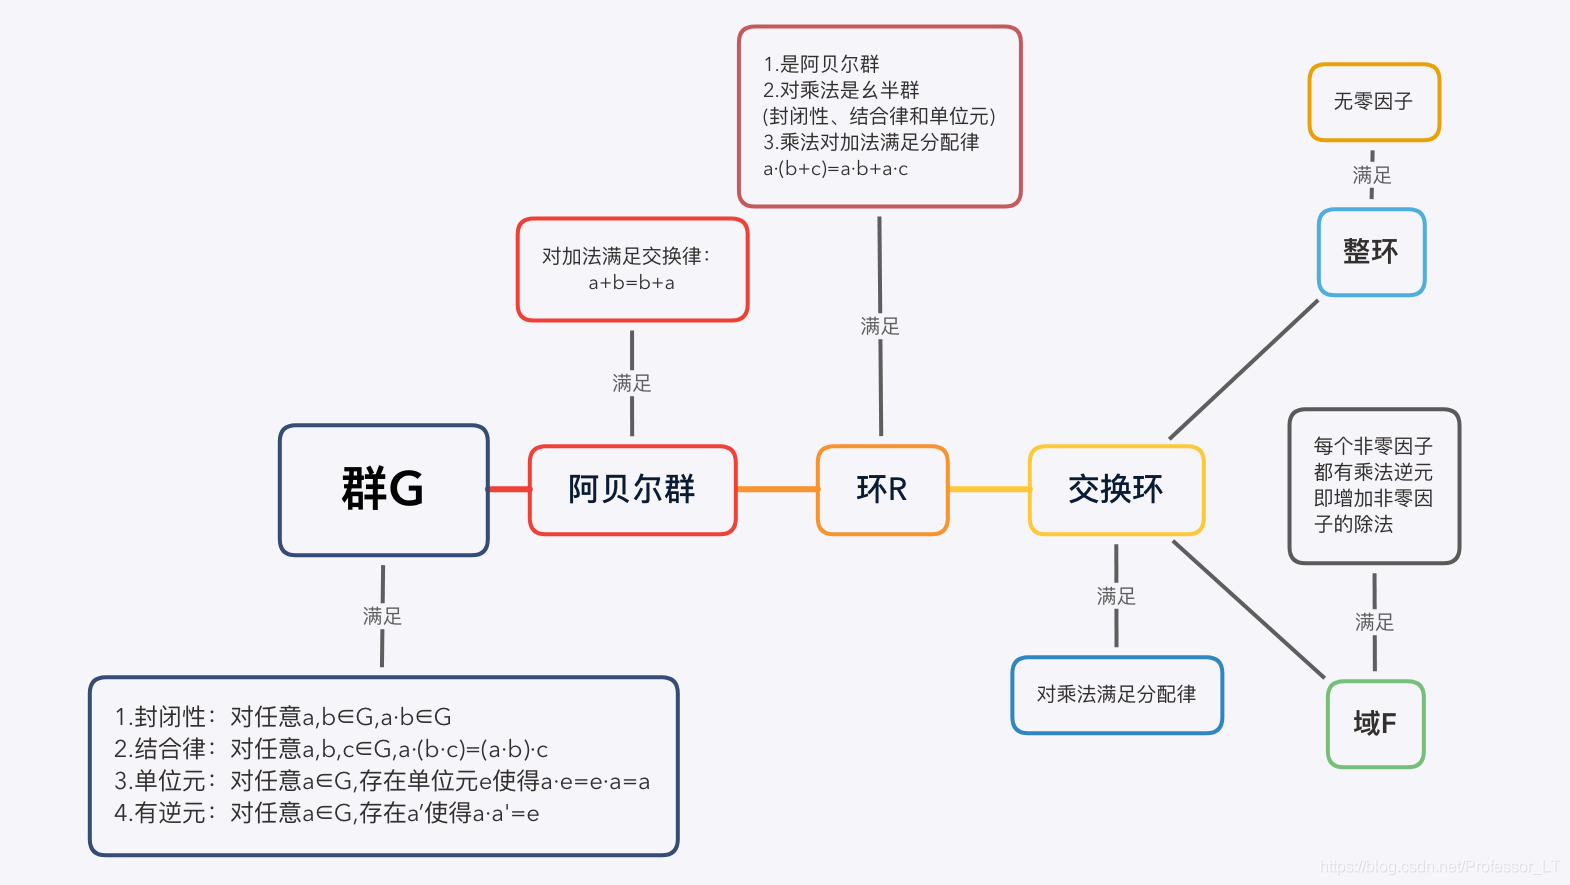 1.是阿贝尔群
2.对乘法是幺半群
(封闭性、结合律和单位元)
3.乘法对加法满足分配律
a·(b+c)=a·b+a·c
无零因子
满足
整环
对加法满足交换律：
a+b=b+a
满足
满足
群G
阿贝尔群
环R
交换环
每个非零因子
都有乘法逆元
即增加非零因
子的除法
满足
满足
满足
对乘法满足分配律
域F
1.封闭性：对任意a,b∈G,a·b∈G
2.结合律：对任意a,b,c∈G,a·(b·c)=(a·b)·c
3.单位元：对任意a∈G,存在单位元e使得a·e=e·a=a
4.有逆元：对任意a∈G,存在a’使得a·a'=e
https://blog.csdn.net/Professor_LT